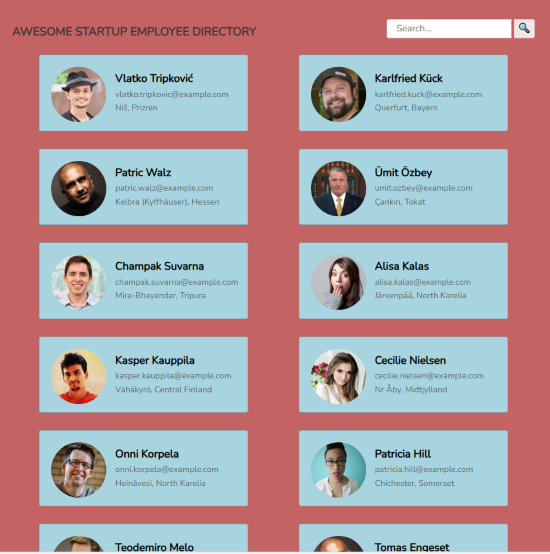 AWESOME STARTUP EMPLOYEE DIRECTORY
Search...
Vlatko Tripković
vlatko.tripkovic@example.com
Niš, Prizren
Karlfried Kück
karlfried.kuck@example.com
Querfurt, Bayern
Patric Walz
patric.walz@example.com
Kelbra (Kyffhäuser), Hessen
Ümit Özbey
umit.ozbey@example.com
Çankırı, Tokat
Champak Suvarna
champak.suvarna@example.com
Mira-Bhayandar, Tripura
Alisa Kalas
alisa.kalas@example.com
Järvenpää, North Karelia
Kasper Kauppila
kasper.kauppila@example.com
Vähäkyrö, Central Finland
Cecilie Nielsen
cecilie.nielsen@example.com
Nr Åby, Midtjylland
Onni Korpela
onni.korpela@example.com
Heinävesi, North Karelia
Patricia Hill
patricia.hill@example.com
Chichester, Somerset
Teodemiro Melo
Tomas Engeset